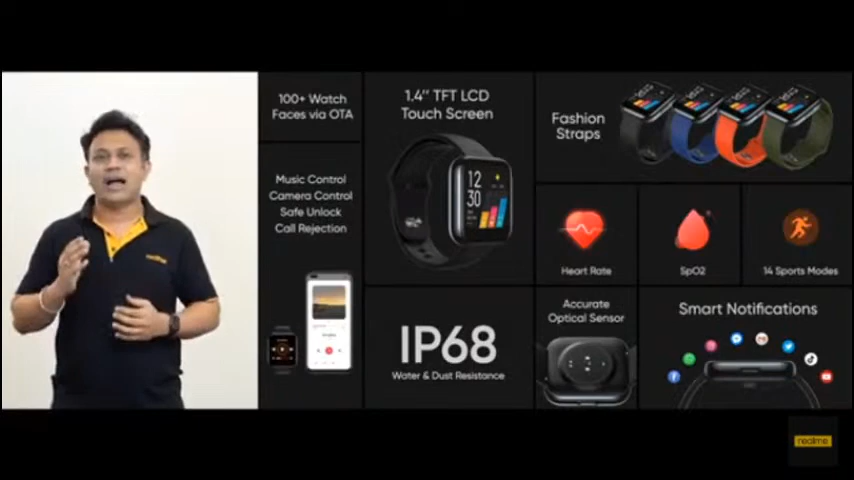 100+ Watch
Faces via OTA
Music Control
Camera Control
Safe Unlock
Call Rejection
1.4" TFT LCD
Touch Screen
12
30
IP68
Water & Dust Resistance
Fashion
Straps
Heart Rate
SpO2
14 Sports Modes
Accurate
Optical Sensor
Smart Notifications
realme
realme